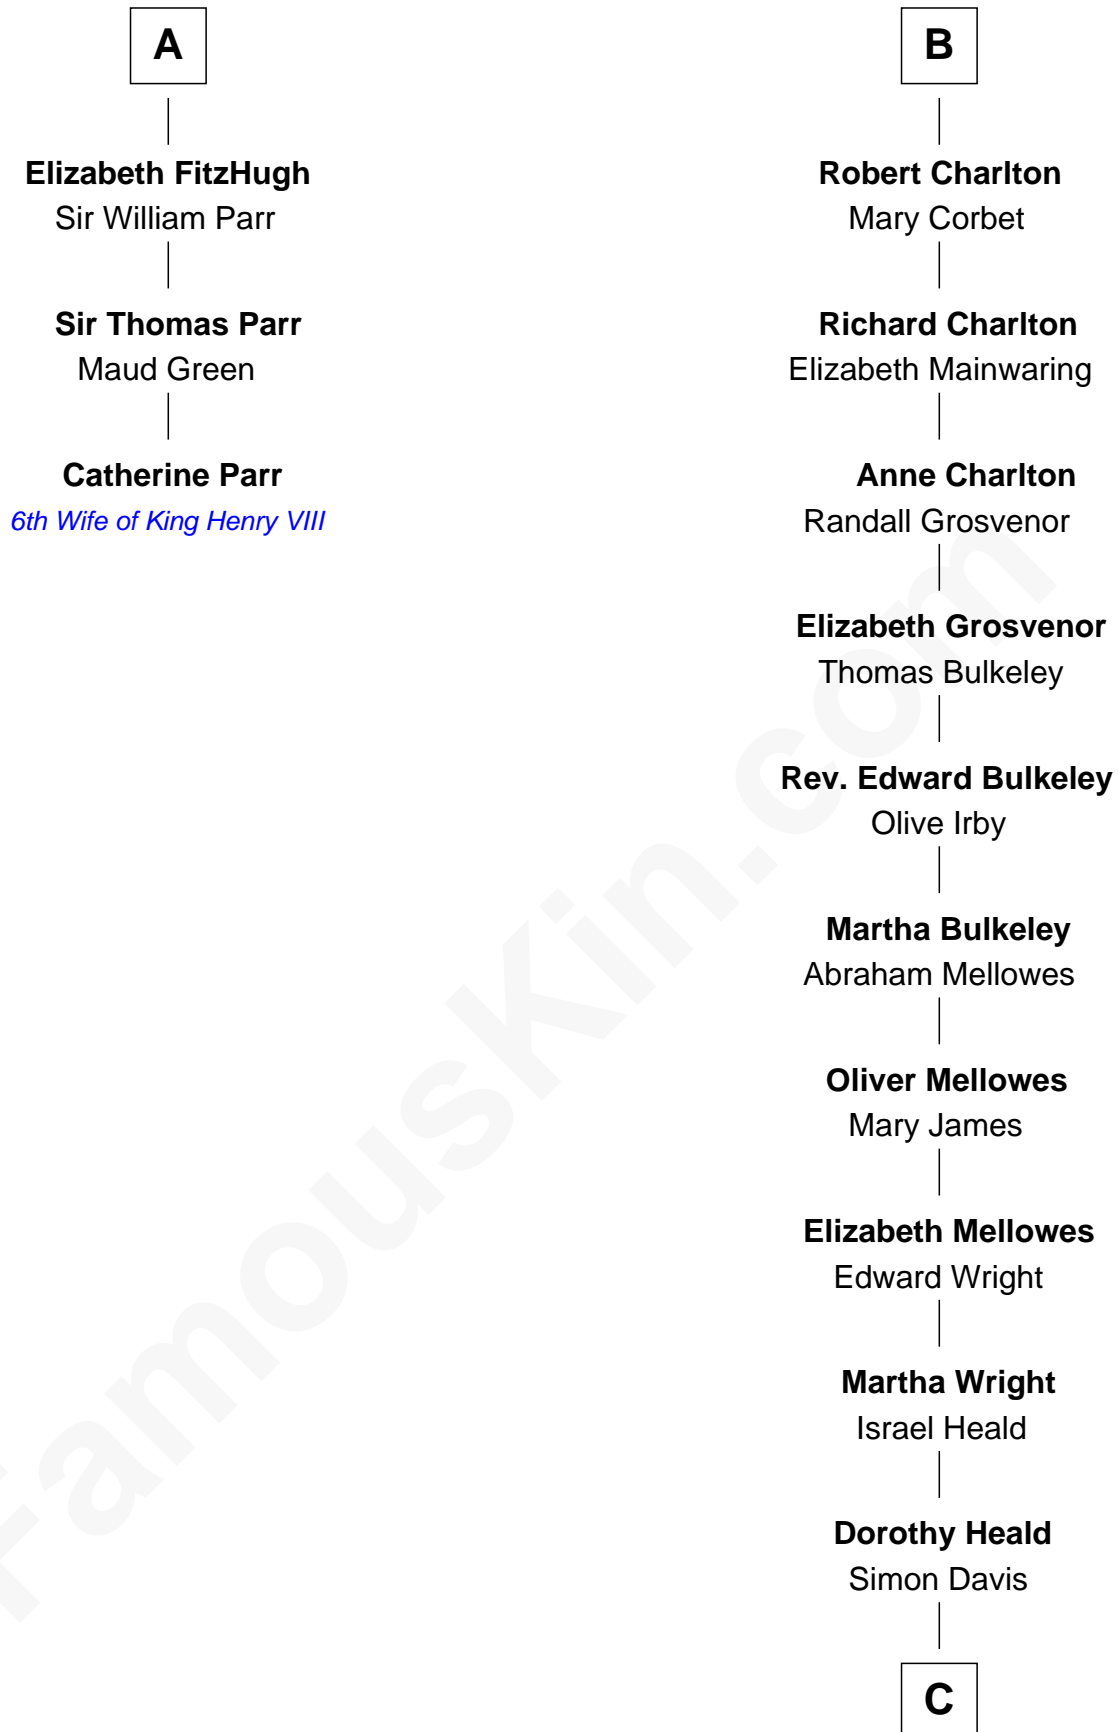 A
Elizabeth FitzHugh
Sir William Parr
Sir Thomas Parr
Maud Green
Catherine Parr
6th Wife of King Henry VIII
B
Robert Charlton
Mary Corbet
Richard Charlton
Elizabeth Mainwaring
Anne Charlton
Randall Grosvenor
Elizabeth Grosvenor
Thomas Bulkeley
Rev. Edward Bulkeley
Olive Irby
Martha Bulkeley
Abraham Mellowes
Oliver Mellowes
Mary James
Elizabeth Mellowes
Edward Wright
Martha Wright
Israel Heald
Dorothy Heald
Simon Davis
C
FamousKin.com